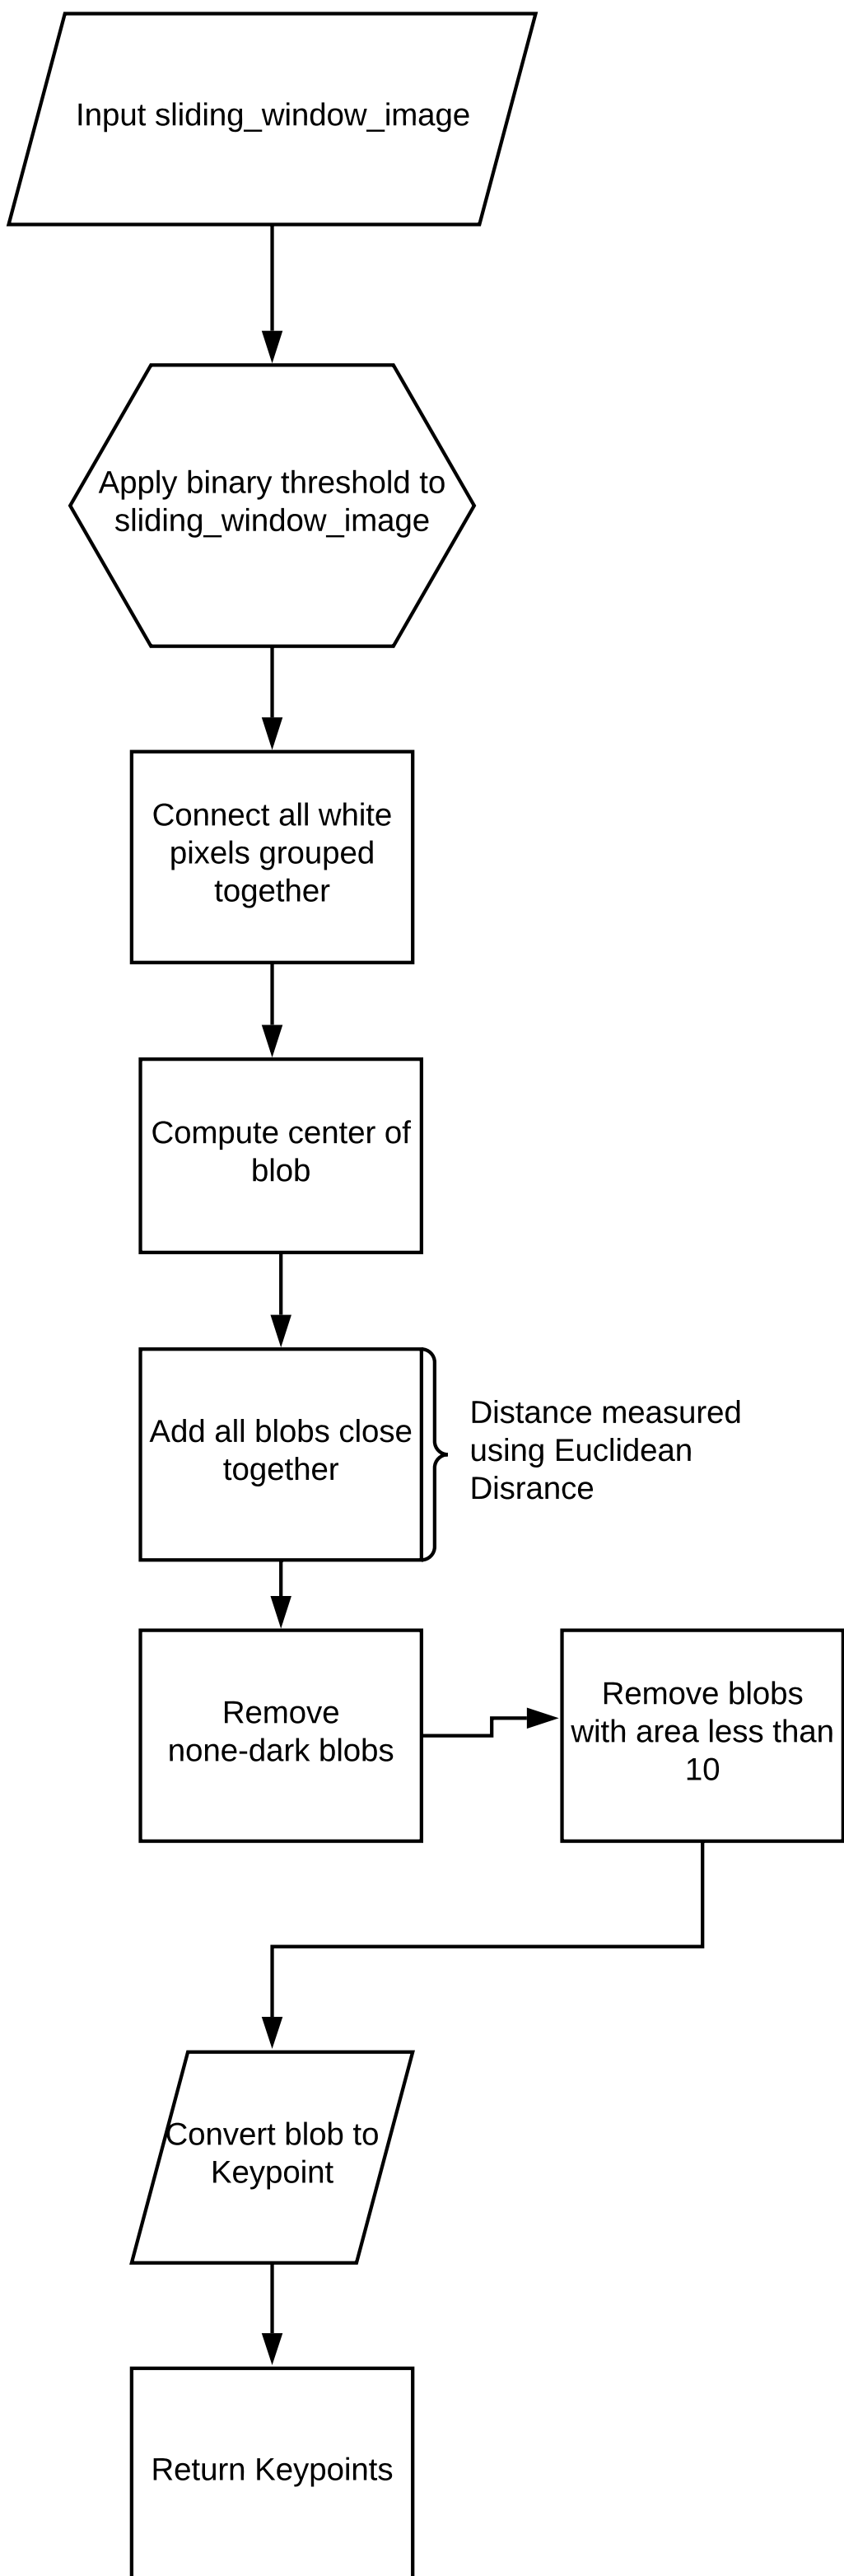 Input sliding_window_image
Apply binary threshold to
sliding_window_image
Connect all white
pixels grouped
together
Compute center of
blob
Add all blobs close
together
Distance measured
using Euclidean
Disrance
Remove
none-dark blobs
Remove blobs
with area less than
10
Convert blob to
Keypoint
Return Keypoints